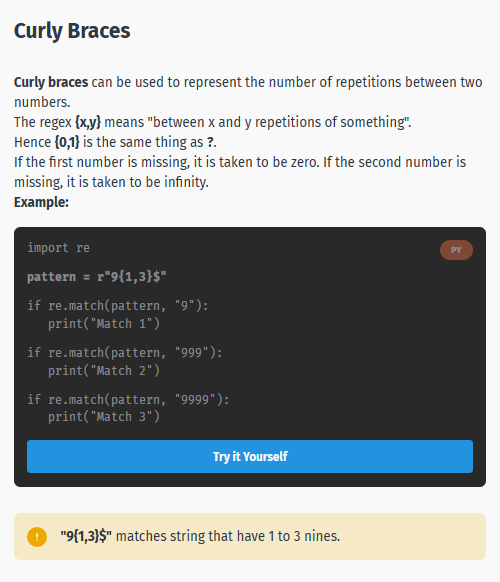 Curly Braces
Curly braces can be used to represent the number of repetitions between two
numbers.
The regex {x,y} means "between x and y repetitions of something".
Hence {0,1} is the same thing as ?.
If the first number is missing, it is taken to be zero. If the second number is
missing, it is taken to be infinity.
Example:
import re
PY
pattern = r"9{1,3}$"
if re.match(pattern, "9"):
   print("Match 1")
if re.match(pattern, "999"):
   print("Match 2")
if re.match(pattern, "9999"):
   print("Match 3")
Try it Yourself
! "9{1,3}$" matches string that have 1 to 3 nines.